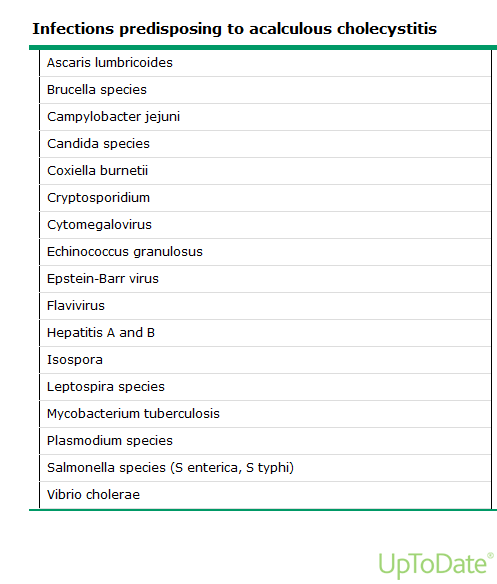 Infections predisposing to acalculous cholecystitis
Ascaris lumbricoides
Brucella species
Campylobacter jejuni
Candida species
Coxiella burnetii
Cryptosporidium
Cytomegalovirus
Echinococcus granulosus
Epstein-Barr virus
Flavivirus
Hepatitis A and B
Isospora
Leptospira species
Mycobacterium tuberculosis
Plasmodium species
Salmonella species (S enterica, S typhi)
Vibrio cholerae
UpToDate®